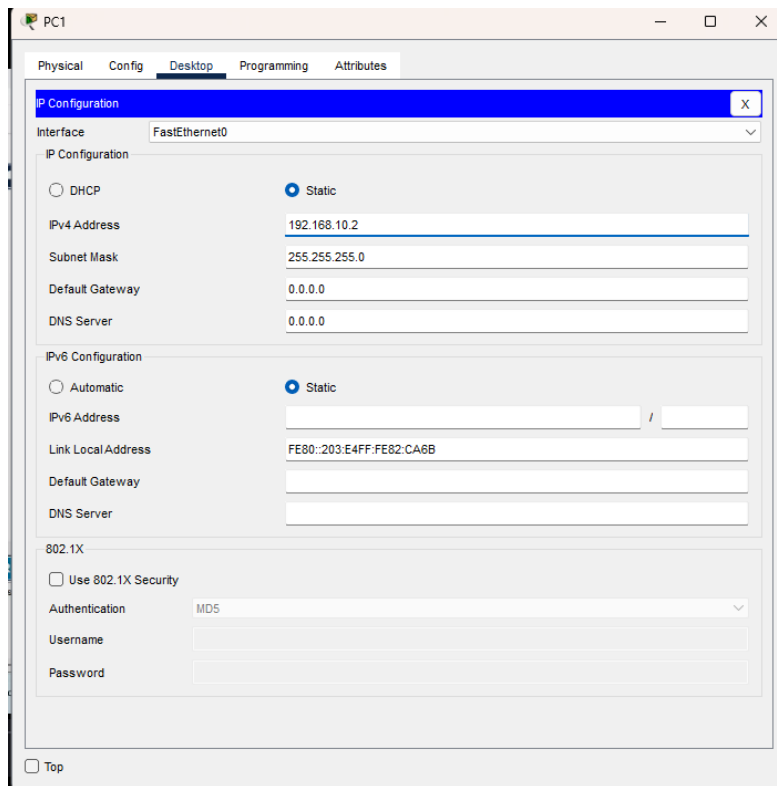 PC1
Physical Config Desktop Programming Attributes
IP Configuration X
Interface FastEthernet0
IP Configuration
DHCP Static
IPv4 Address 192.168.10.2
Subnet Mask 255.255.255.0
Default Gateway 0.0.0.0
DNS Server 0.0.0.0
IPv6 Configuration
Automatic Static
IPv6 Address /
Link Local Address FE80::203:E4FF:FE82:CA6B
Default Gateway
DNS Server
802.1X
Use 802.1X Security
Authentication MD5
Username
Password
Top